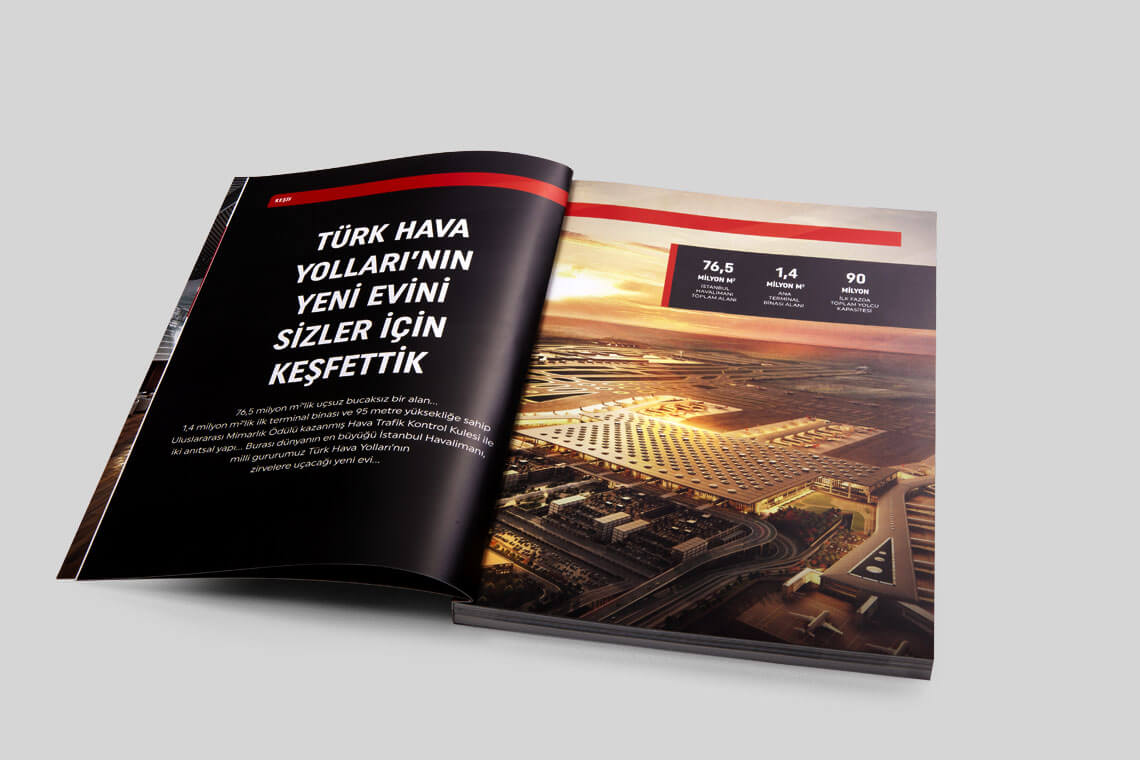 KEŞİF
TÜRK HAVA
YOLLARI'NIN
YENİ EVİNİ
SİZLER İÇİN
KEŞFETTİK
76,5 milyon m²'lik uçsuz bucaksız bir alan...
1,4 milyon m²'lik ilk terminal binası ve 95 metre yüksekliğe sahip
Uluslararası Mimarlık Ödülü kazanmış Hava Trafik Kontrol Kulesi ile
iki anıtsal yapı... Burası dünyanın en büyüğü İstanbul Havalimanı,
milli gururumuz Türk Hava Yolları'nın
zirvelere uçacağı yeni evi...
76,5
MİLYON M²
İSTANBUL
HAVALİMANI
TOPLAM ALANI
1,4
MİLYON M²
ANA
TERMİNAL
BİNASI ALANI
90
MİLYON
İLK FAZDA
TOPLAM YOLCU
KAPASİTESİ